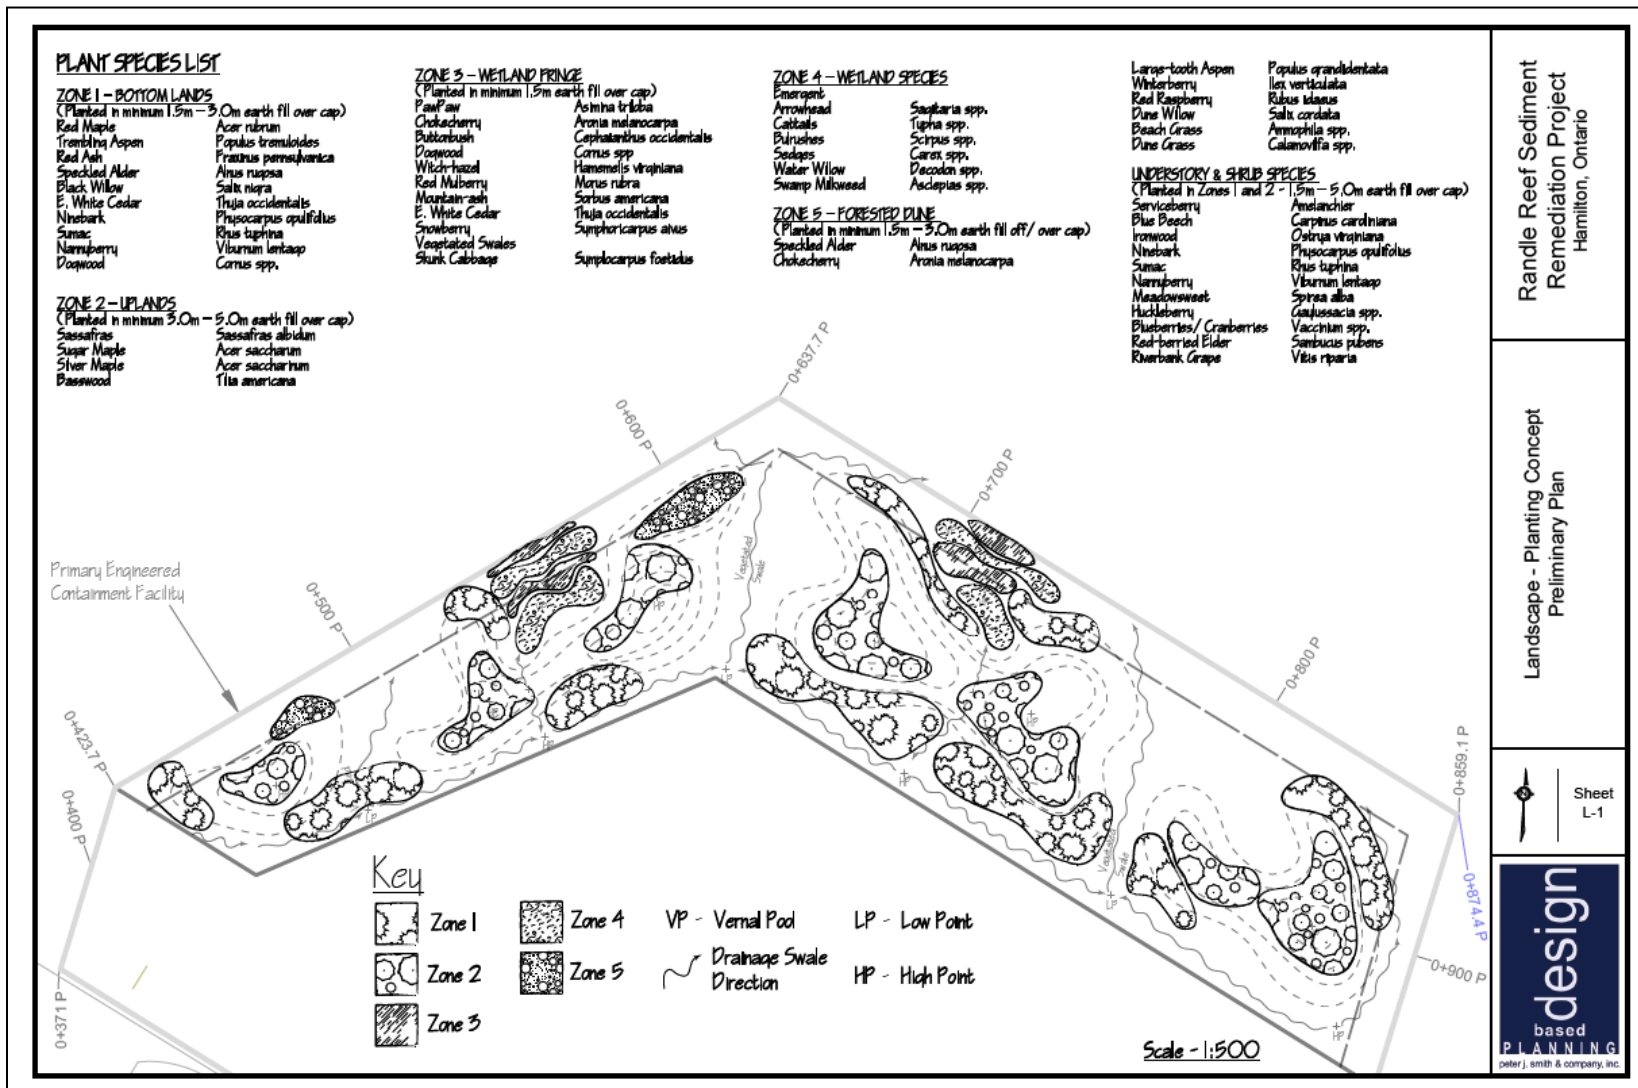 PLANT SPECIES LIST
ZONE 1 - BOTTOM LANDS
(Planted in minimum 1.5m - 3.0m earth fill over cap)
Red Maple Acer rubrum
Trembling Aspen Populus tremuloides
Red Ash Fraxinus pennsylvanica
Speckled Alder Alnus rugosa
Black Willow Salix nigra
E. White Cedar Thuja occidentalis
Ninebark Physocarpus opulifolius
Sumac Rhus typhina
Nannyberry Viburnum lentago
Dogwood Cornus spp.
ZONE 2 - UPLANDS
(Planted in minimum 3.0m - 5.0m earth fill over cap)
Sassafras Sassafras albidum
Sugar Maple Acer saccharum
Silver Maple Acer saccharinum
Basswood Tilia americana
ZONE 3 - WETLAND FRINGE
(Planted in minimum 1.5m earth fill over cap)
PawPaw Asimina triloba
Chokecherry Aronia melanocarpa
Buttonbush Cephalanthus occidentalis
Dogwood Cornus spp
Witch-hazel Hamemelis virginiana
Red Mulberry Morus rubra
Mountain-ash Sorbus americana
E. White Cedar Thuja occidentalis
Snowberry Symphoricarpus alvus
Vegetated Swales
Skunk Cabbage Symplocarpus foetidus
ZONE 4 - WETLAND SPECIES
Emergent
Arrowhead Sagitaria spp.
Cattails Typha spp.
Bulrushes Scirpus spp.
Sedges Carex spp.
Water Willow Decodon spp.
Swamp Milkweed Asclepias spp.
ZONE 5 - FORESTED DUNE
(Planted in minimum 1.5m - 3.0m earth fill off/ over cap)
Speckled Alder Alnus rugosa
Chokecherry Aronia melanocarpa
Large-tooth Aspen Populus grandidentata
Winterberry Ilex verticulata
Red Raspberry Rubus idaeus
Dune Willow Salix cordata
Beach Grass Ammophila spp.
Dune Grass Calamovilfa spp.
UNDERSTORY & SHRUB SPECIES
(Planted in Zones 1 and 2 - 1.5m - 5.0m earth fill over cap)
Serviceberry Amelanchier
Blue Beech Carpinus cardiniana
Ironwood Ostrya virginiana
Ninebark Physocarpus opulifolius
Sumac Rhus typhina
Nannyberry Viburnum lentago
Meadowsweet Spirea alba
Huckleberry Gaylussacia spp.
Blueberries/ Cranberries Vaccinium spp.
Red-berried Elder Sambucus pubens
Riverbank Grape Vitis riparia
Primary Engineered
Containment Facility
0+371 P
0+400 P
0+423.7 P
0+500 P
0+600 P
0+637.7 P
0+700 P
0+800 P
0+859.1 P
0+874.4 P
0+900 P
Vegetated
Swale
HP
LP
HP
LP
HP
HP
Vegetated
Swale
LP
HP
Key
Zone 1
Zone 2
Zone 3
Zone 4
Zone 5
VP - Vernal Pool
Drainage Swale
Direction
LP - Low Point
HP - High Point
Scale - 1:500
Randle Reef Sediment
Remediation Project
Hamilton, Ontario
Landscape - Planting Concept
Preliminary Plan
Sheet
L-1
design
based
PLANNING
peter j. smith & company, inc.